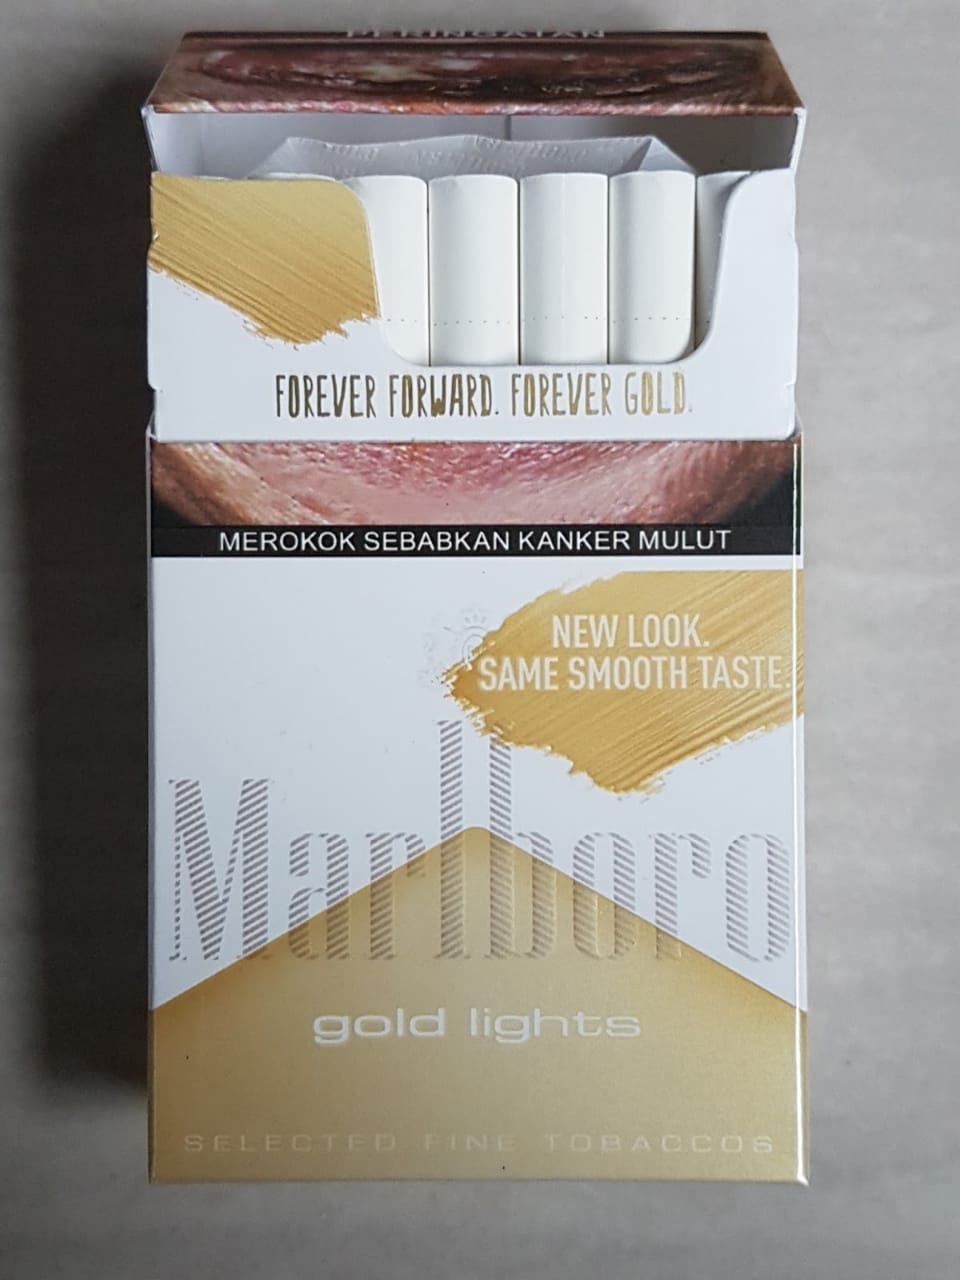 PERINGATAN
FOREVER FORWARD. FOREVER GOLD.
MEROKOK SEBABKAN KANKER MULUT
NEW LOOK.
SAME SMOOTH TASTE.
Marlboro
gold lights
SELECTED FINE TOBACCOS